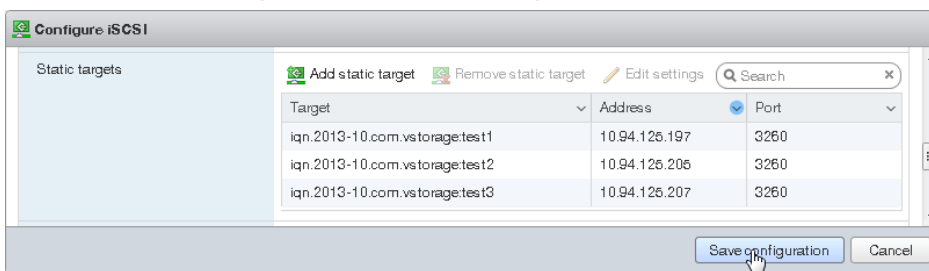 Configure iSCSI
Static targets
Add static target Remove static target Edit settings Search
Target Address Port
iqn.2013-10.com.vstorage:test1 10.94.125.197 3260
iqn.2013-10.com.vstorage:test2 10.94.125.205 3260
iqn.2013-10.com.vstorage:test3 10.94.125.207 3260
Save configuration Cancel